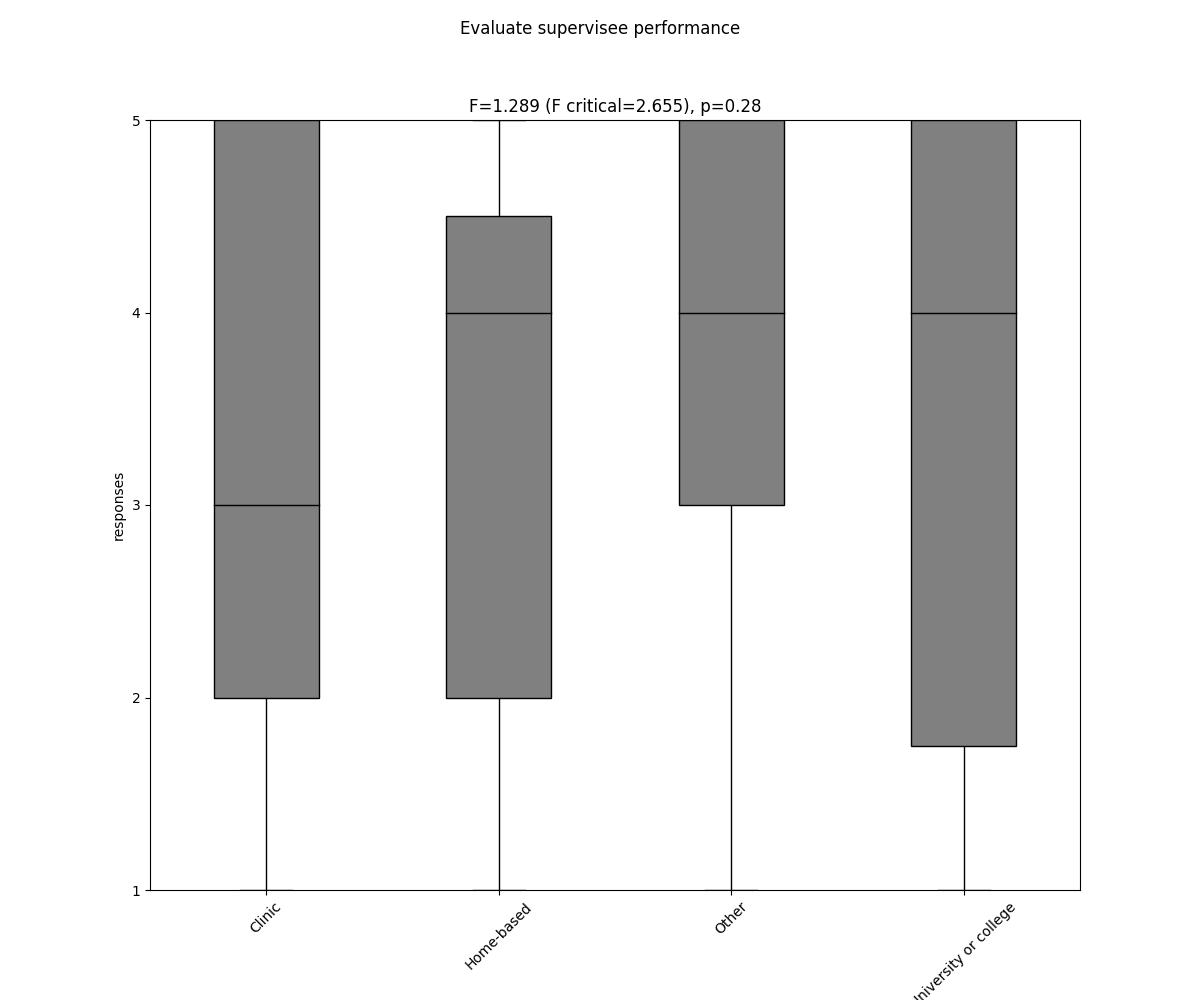 Evaluate supervisee performance
F=1.289 (F critical=2.655), p=0.28
5
4
3
2
1
responses
Clinic
Home-based
Other
or college